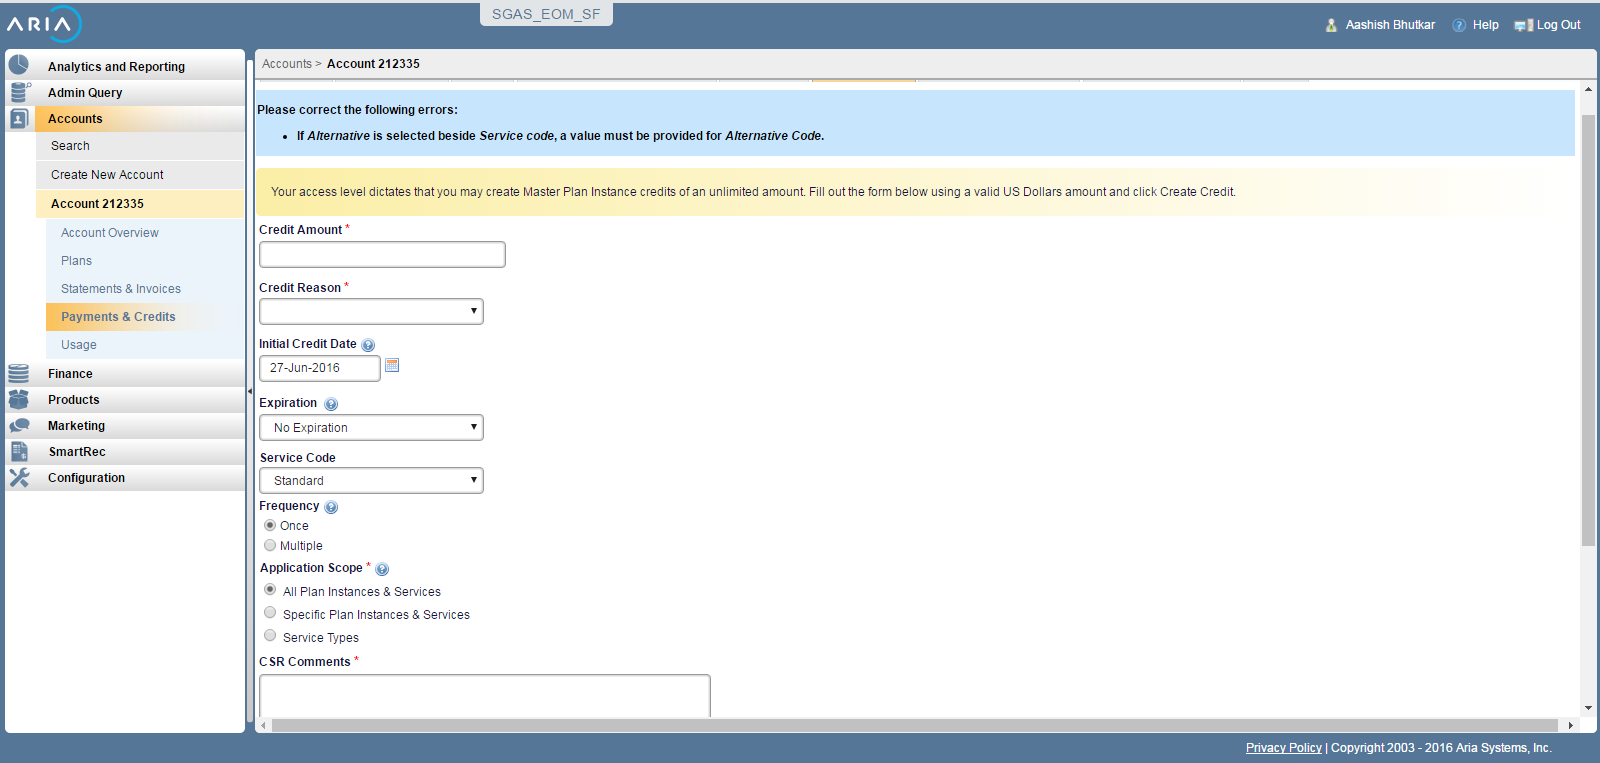 SGAS_EOM_SF
ARIA
Aashish Bhutkar Help Log Out
Analytics and Reporting
Admin Query
Accounts
Search
Create New Account
Account 212335
Account Overview
Plans
Statements & Invoices
Payments & Credits
Usage
Finance
Products
Marketing
SmartRec
Configuration
Accounts > Account 212335
Please correct the following errors:
• If Alternative is selected beside Service code, a value must be provided for Alternative Code.
Your access level dictates that you may create Master Plan Instance credits of an unlimited amount. Fill out the form below using a valid US Dollars amount and click Create Credit.
Credit Amount *
Credit Reason *
Initial Credit Date
27-Jun-2016
Expiration
No Expiration
Service Code
Standard
Frequency
Once
Multiple
Application Scope *
All Plan Instances & Services
Specific Plan Instances & Services
Service Types
CSR Comments *
Privacy Policy | Copyright 2003 - 2016 Aria Systems, Inc.